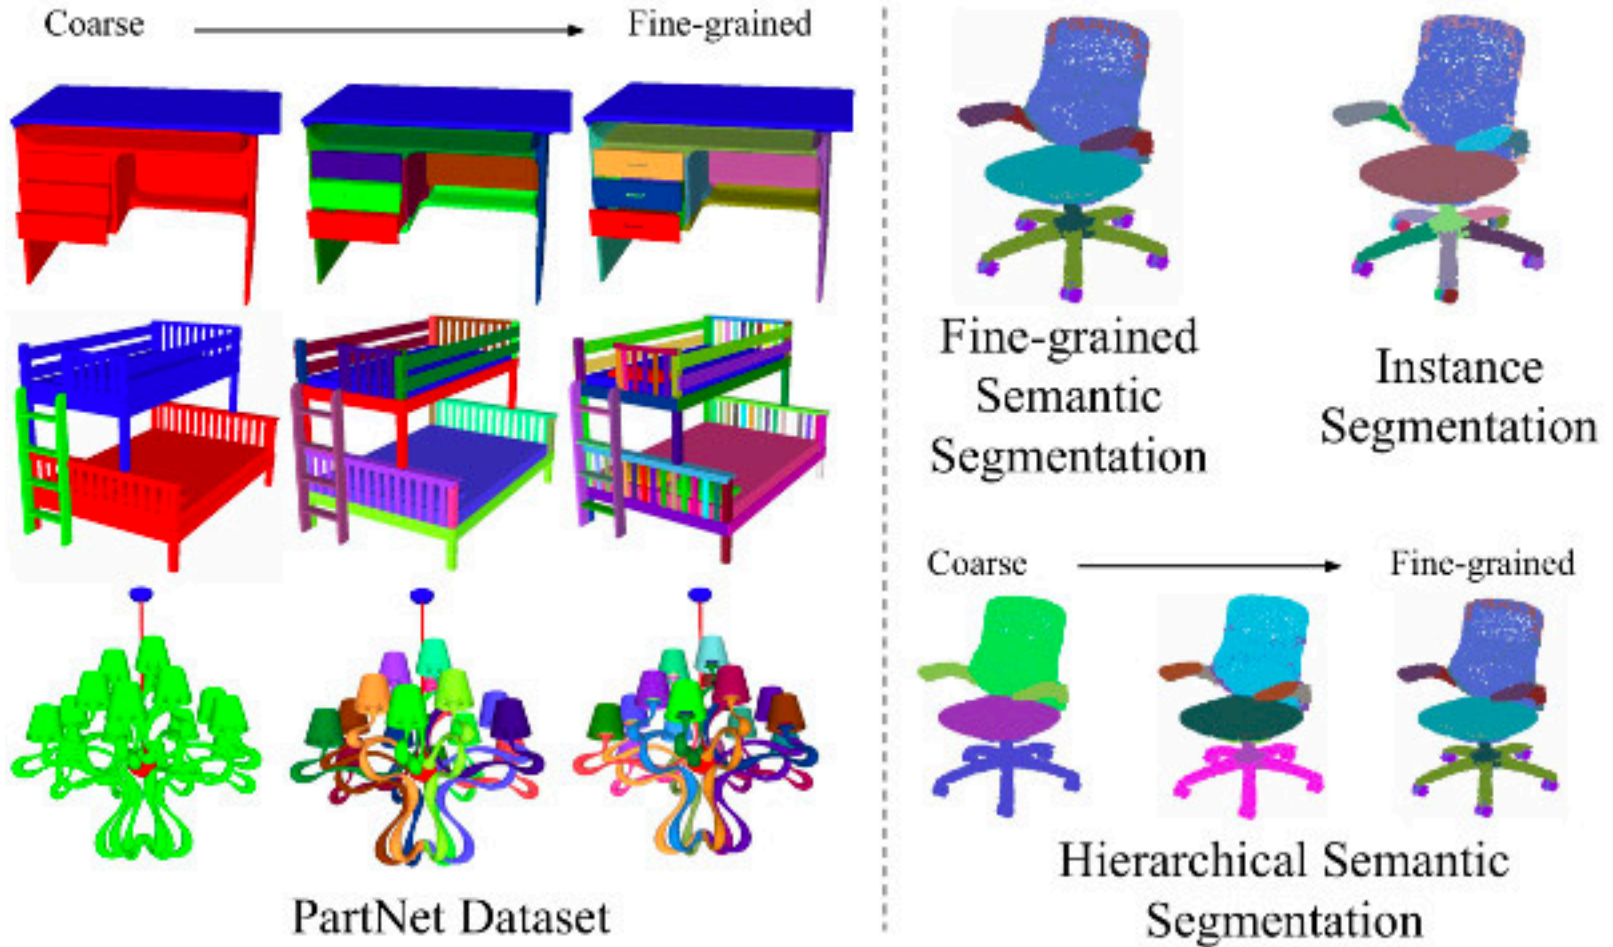 Coarse
Fine-grained
PartNet Dataset
Fine-grained
Semantic
Segmentation
Instance
Segmentation
Coarse
Fine-grained
Hierarchical Semantic
Segmentation